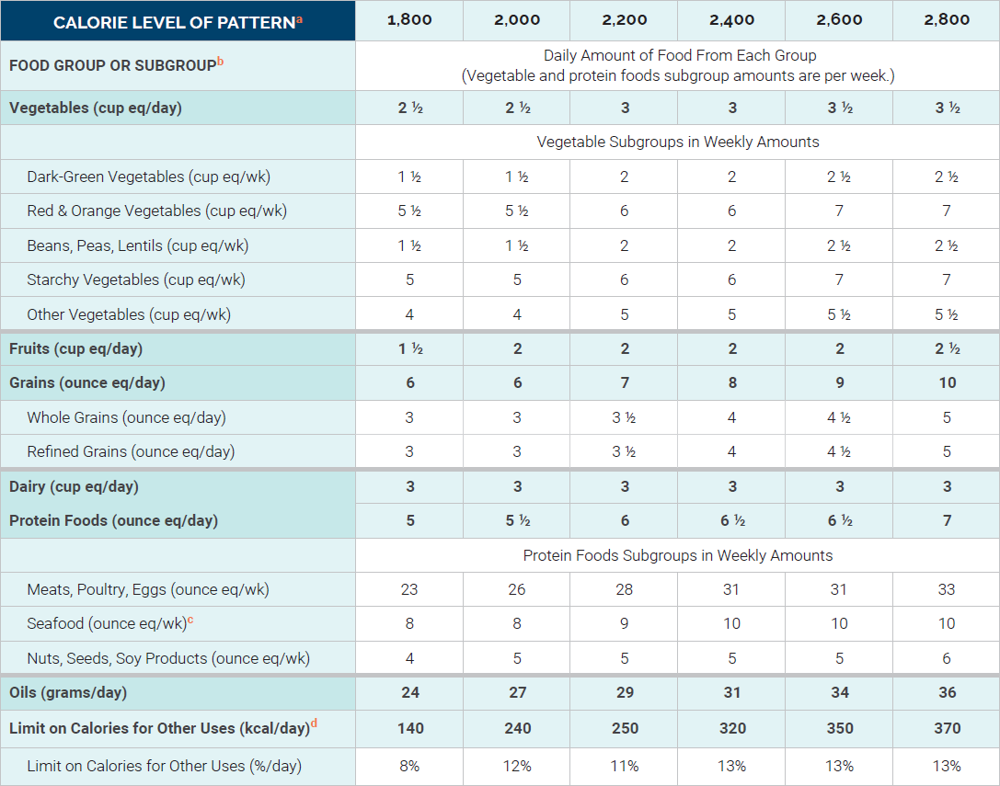 CALORIE LEVEL OF PATTERNa 1,800 2,000 2,200 2,400 2,600 2,800
FOOD GROUP OR SUBGROUPb Daily Amount of Food From Each Group
(Vegetable and protein foods subgroup amounts are per week.)
Vegetables (cup eq/day) 2 ½ 2 ½ 3 3 3 ½ 3 ½
Vegetable Subgroups in Weekly Amounts
Dark-Green Vegetables (cup eq/wk) 1 ½ 1 ½ 2 2 2 ½ 2 ½
Red & Orange Vegetables (cup eq/wk) 5 ½ 5 ½ 6 6 7 7
Beans, Peas, Lentils (cup eq/wk) 1 ½ 1 ½ 2 2 2 ½ 2 ½
Starchy Vegetables (cup eq/wk) 5 5 6 6 7 7
Other Vegetables (cup eq/wk) 4 4 5 5 5 ½ 5 ½
Fruits (cup eq/day) 1 ½ 2 2 2 2 2 ½
Grains (ounce eq/day) 6 6 7 8 9 10
Whole Grains (ounce eq/day) 3 3 3 ½ 4 4 ½ 5
Refined Grains (ounce eq/day) 3 3 3 ½ 4 4 ½ 5
Dairy (cup eq/day) 3 3 3 3 3 3
Protein Foods (ounce eq/day) 5 5 ½ 6 6 ½ 6 ½ 7
Protein Foods Subgroups in Weekly Amounts
Meats, Poultry, Eggs (ounce eq/wk) 23 26 28 31 31 33
Seafood (ounce eq/wk)c 8 8 9 10 10 10
Nuts, Seeds, Soy Products (ounce eq/wk) 4 5 5 5 5 6
Oils (grams/day) 24 27 29 31 34 36
Limit on Calories for Other Uses (kcal/day)d 140 240 250 320 350 370
Limit on Calories for Other Uses (%/day) 8% 12% 11% 13% 13% 13%